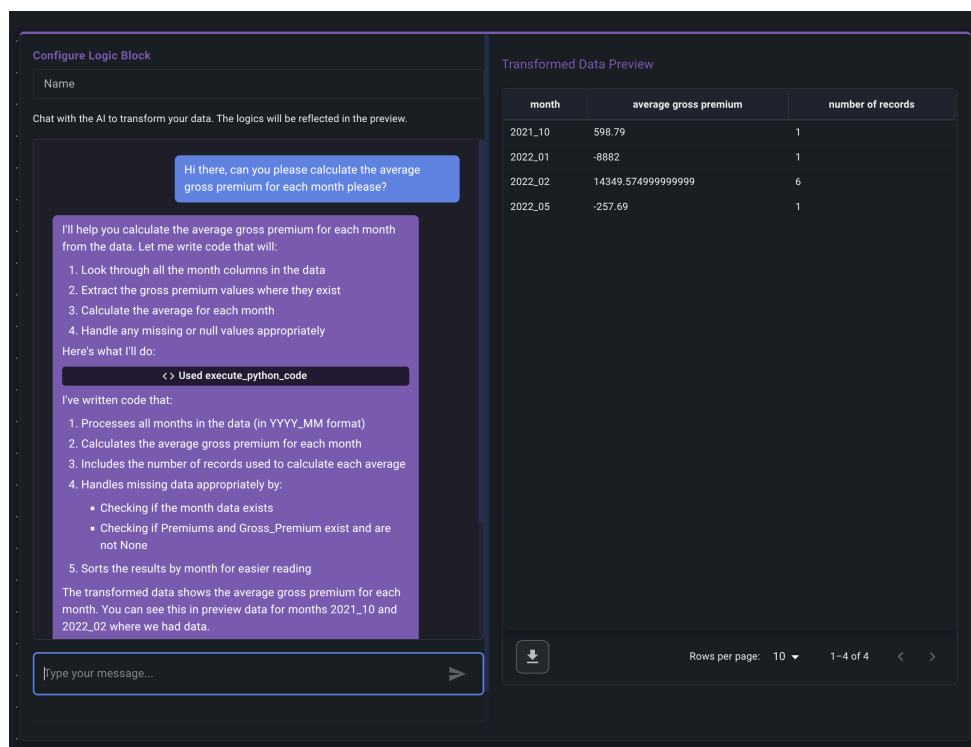 Configure Logic Block
Name
Chat with the AI to transform your data. The logics will be reflected in the preview.
Hi there, can you please calculate the average
gross premium for each month please?
I'll help you calculate the average gross premium for each month
from the data. Let me write code that will:
1. Look through all the month columns in the data
2. Extract the gross premium values where they exist
3. Calculate the average for each month
4. Handle any missing or null values appropriately
Here's what I'll do:
<> Used execute_python_code
I've written code that:
1. Processes all months in the data (in YYYY_MM format)
2. Calculates the average gross premium for each month
3. Includes the number of records used to calculate each average
4. Handles missing data appropriately by:
▪ Checking if the month data exists
▪ Checking if Premiums and Gross_Premium exist and are
not None
5. Sorts the results by month for easier reading
The transformed data shows the average gross premium for each
month. You can see this in preview data for months 2021_10 and
2022_02 where we had data.
Type your message...
Transformed Data Preview
month average gross premium number of records
2021_10 598.79 1
2022_01 -8882 1
2022_02 14349.574999999999 6
2022_05 -257.69 1
Rows per page: 10 1–4 of 4